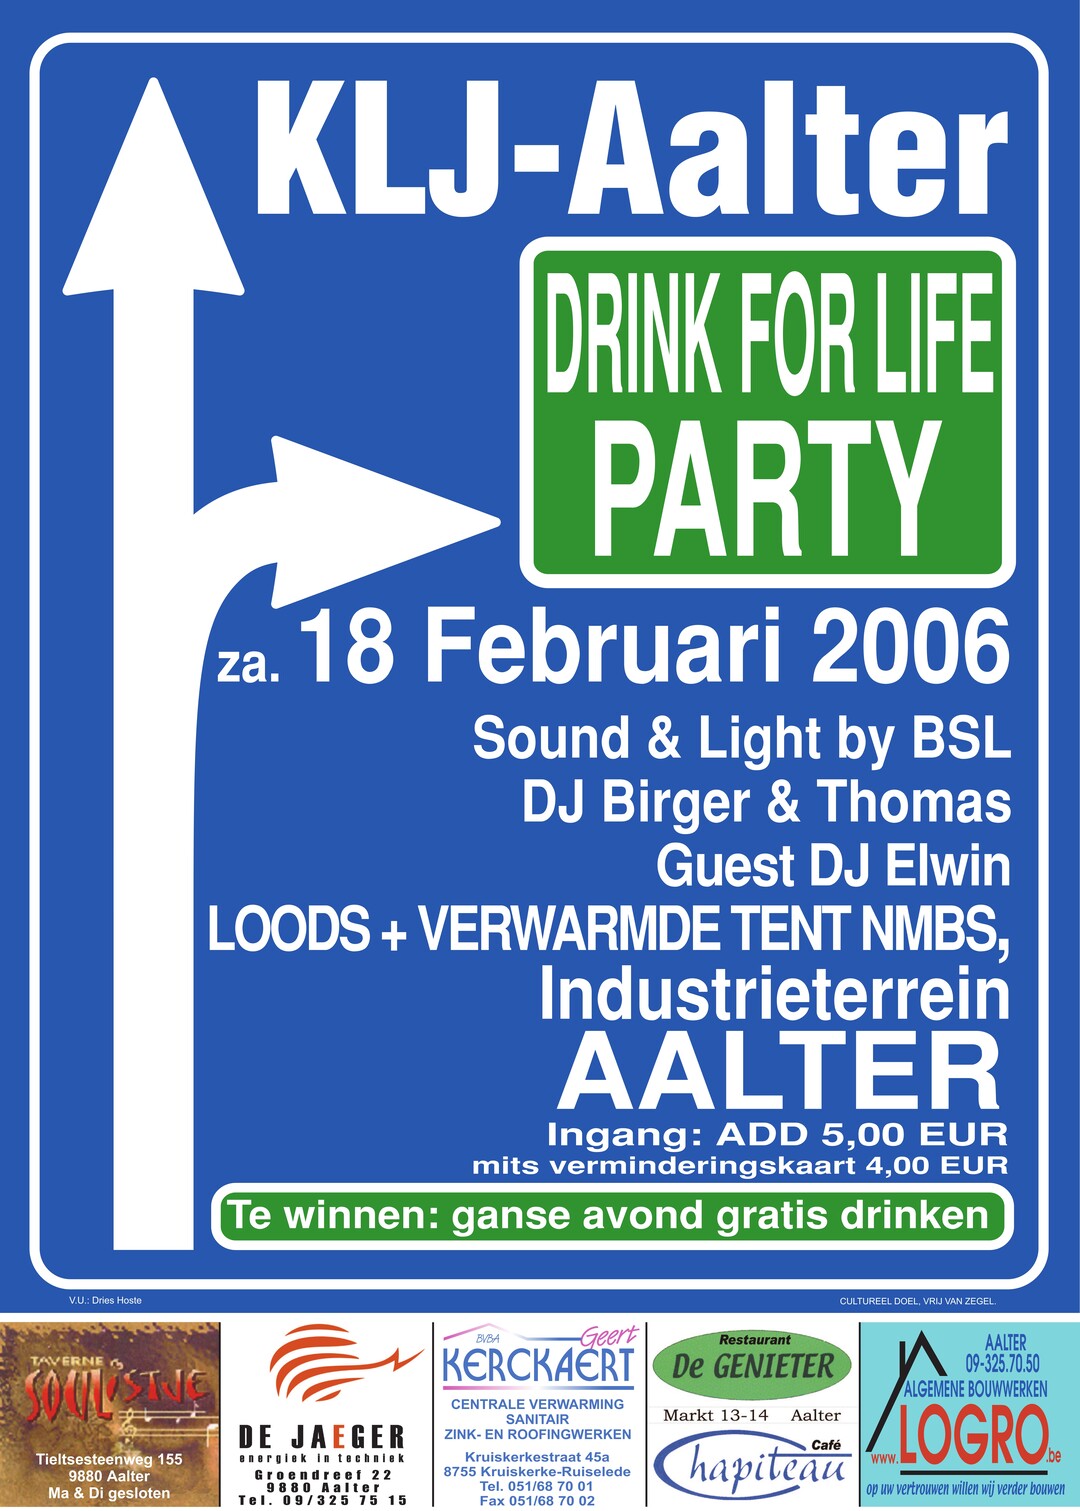 KLJ-Aalter
DRINK FOR LIFE
PARTY
za. 18 Februari 2006
Sound & Light by BSL
DJ Birger & Thomas
Guest DJ Elwin
LOODS + VERWARMDE TENT NMBS,
Industrieterrein
AALTER
Ingang: ADD 5,00 EUR
mits verminderingskaart 4,00 EUR
Te winnen: ganse avond gratis drinken
V.U.: Dries Hoste
CULTUREEL DOEL, VRIJ VAN ZEGEL.
TAVERNE
SOUL!STJE
Tieltsesteenweg 155
9880 Aalter
Ma & Di gesloten
DE JAEGER
energiek in techniek
Groendreef 22
9880 Aalter
Tel. 09/325 75 15
BVBA Geert
KERCKAERT
CENTRALE VERWARMING
SANITAIR
ZINK- EN ROOFINGWERKEN
Kruiskerkestraat 45a
8755 Kruiskerke-Ruiselede
Tel. 051/68 70 01
Fax 051/68 70 02
Restaurant
De GENIETER
Markt 13-14 Aalter
Café
Chapiteau
AALTER
09-325.70.50
ALGEMENE BOUWWERKEN
www.LOGRO.be
op uw vertrouwen willen wij verder bouwen